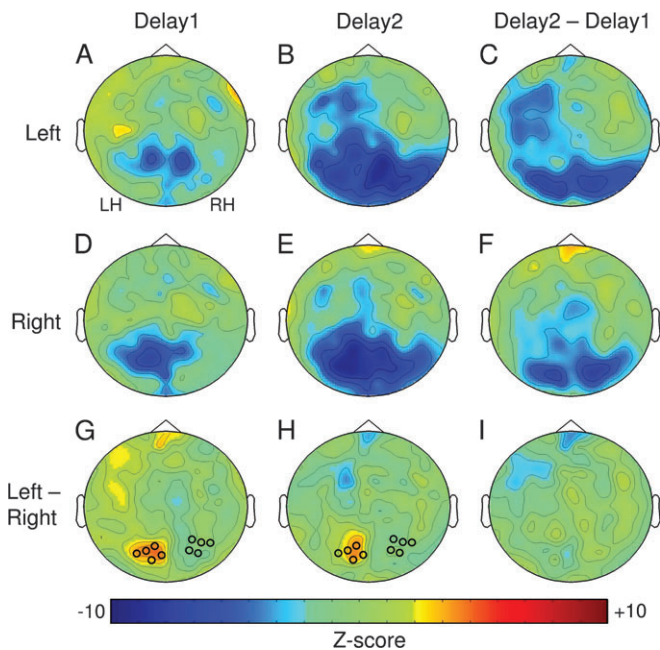 Delay1 Delay2 Delay2 – Delay1
A B C
Left
LH RH
D E F
Right
G H I
Left –
Right
-10 +10
Z-score